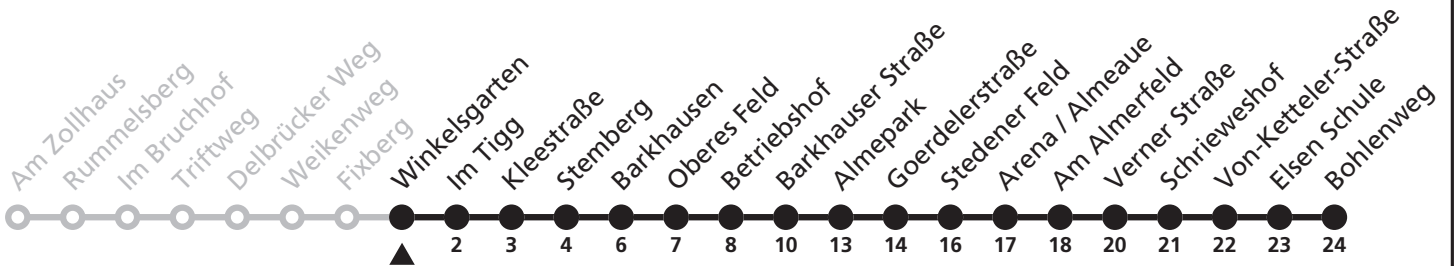 Am Zollhaus
Rummelsberg
Im Bruchhof
Triftweg
Delbrücker Weg
Weikenweg
Fixberg
Winkelsgarten
Im Tigg
Kleestraße
Stemberg
Barkhausen
Oberes Feld
Betriebshof
Barkhauser Straße
Almepark
Goerdelerstraße
Stedener Feld
Arena / Almeaue
Am Almerfeld
Verner Straße
Schrieweshof
Von-Ketteler-Straße
Elsen Schule
Bohlenweg
2 3 4 6 7 8 10 13 14 16 17 18 20 21 22 23 24